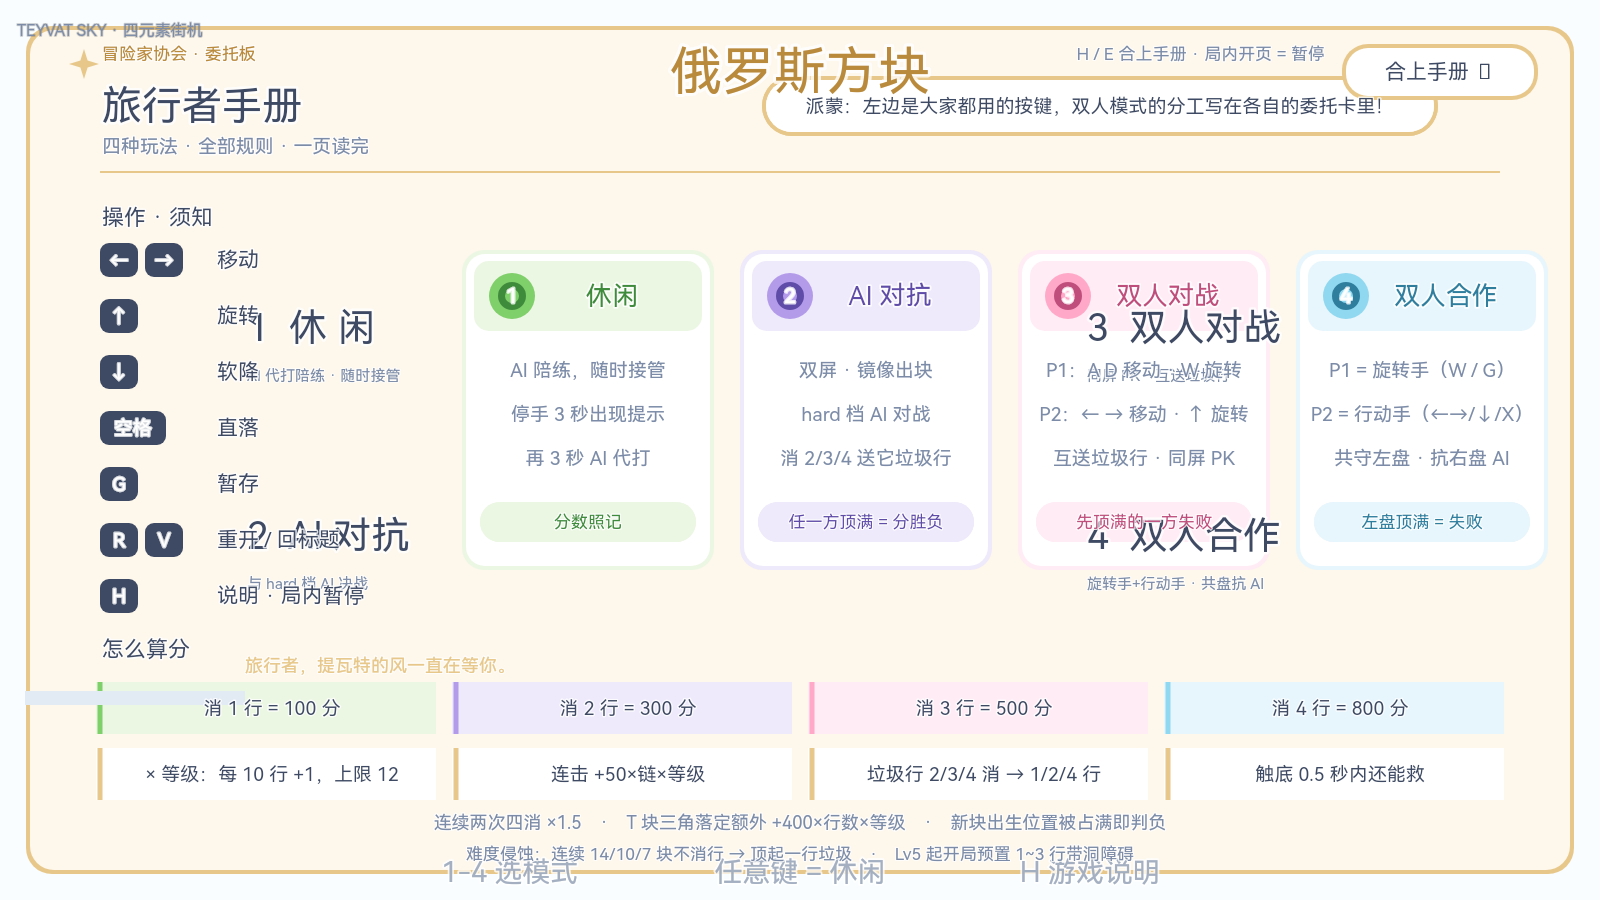 TEYVAT SKY · 四元素街机
冒险家协会 · 委托板
俄罗斯方块
H / E 合上手册 · 局内开页 = 暂停
合上手册
旅行者手册
派蒙：左边是大家都用的按键，双人模式的分工写在各自的委托卡里！
四种玩法 · 全部规则 · 一页读完
操作 · 须知
← → 移动
↑ 旋转
↓ 软降
空格 直落
G 暂存
R V 重开 / 回标题
H 说明 · 局内暂停
1 休闲
AI 代打陪练 · 随时接管
2 AI 对抗
与 hard 档 AI 决战
1 休闲
AI 陪练，随时接管
停手 3 秒出现提示
再 3 秒 AI 代打
分数照记
2 AI 对抗
双屏 · 镜像出块
hard 档 AI 对战
消 2/3/4 送它垃圾行
任一方顶满 = 分胜负
3 双人对战
P1：A D 移动 · W 旋转
P2：← → 移动 · ↑ 旋转
互送垃圾行 · 同屏 PK
先顶满的一方失败
3 双人对战
同屏 PK · 互送垃圾行
4 双人合作
旋转手+行动手 · 共盘抗 AI
4 双人合作
P1 = 旋转手（W / G）
P2 = 行动手（←→/↓/X）
共守左盘 · 抗右盘 AI
左盘顶满 = 失败
怎么算分
旅行者，提瓦特的风一直在等你。
消 1 行 = 100 分
消 2 行 = 300 分
消 3 行 = 500 分
消 4 行 = 800 分
× 等级：每 10 行 +1，上限 12
连击 +50×链×等级
垃圾行 2/3/4 消 → 1/2/4 行
触底 0.5 秒内还能救
连续两次四消 ×1.5 · T 块三角落定额外 +400×行数×等级 · 新块出生位置被占满即判负
难度侵蚀：连续 14/10/7 块不消行 → 顶起一行垃圾 · Lv5 起开局预置 1~3 行带洞障碍
1-4 选模式 任意键 = 休闲 H 游戏说明